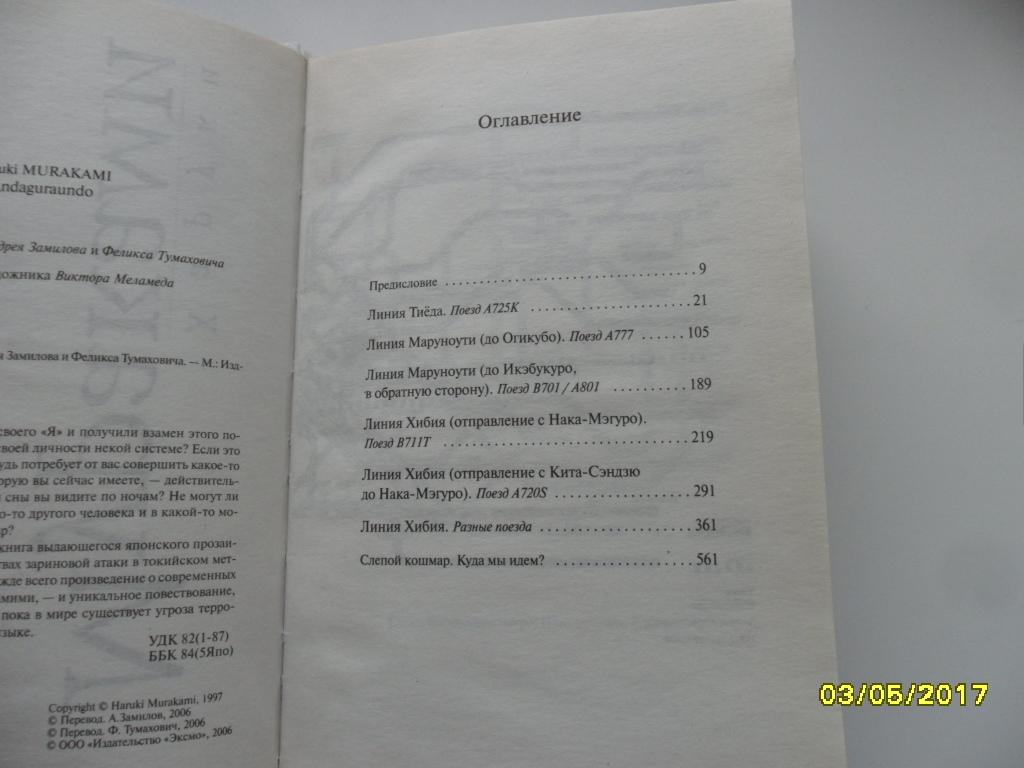 uki MURAKAMI
ndaguraundo
дрея Замилова и Феликса Тумаховича
дожника Виктора Меламеда
я Замилова и Феликса Тумаховича. — М.: Изд-
своего «Я» и получили взамен этого по-
своей личности некой системе? Если это
удь потребует от вас совершить какое-то
орую вы сейчас имеете, — действитель-
и сны вы видите по ночам? Не могут ли
о-то другого человека и в какой-то мо-
р?
книга выдающегося японского прозаи-
твах зариновой атаки в токийском мет-
жде всего произведение о современных
амими, — и уникальное повествование,
пока в мире существует угроза терро-
языке.
УДК 82(1-87)
ББК 84(5Япо)
Copyright © Haruki Murakami, 1997
© Перевод. А.Замилов, 2006
© Перевод. Ф. Тумахович, 2006
© ООО «Издательство «Эксмо», 2006
Оглавление
Предисловие . . . . . . . . . . . . . . . . . . . . . . . . . . . . . . . . . 9
Линия Тиёда. Поезд A725K . . . . . . . . . . . . . . . . . . . . . . 21
Линия Маруноути (до Огикубо). Поезд A777 . . . . . . 105
Линия Маруноути (до Икэбукуро,
в обратную сторону). Поезд B701 / A801 . . . . . . . . . . 189
Линия Хибия (отправление с Нака-Мэгуро).
Поезд B711T . . . . . . . . . . . . . . . . . . . . . . . . . . . . . . . . 219
Линия Хибия (отправление с Кита-Сэндзю
до Нака-Мэгуро). Поезд A720S . . . . . . . . . . . . . . . . . . 291
Линия Хибия. Разные поезда . . . . . . . . . . . . . . . . . . . . 361
Слепой кошмар. Куда мы идем? . . . . . . . . . . . . . . . . . . 561
03/05/2017